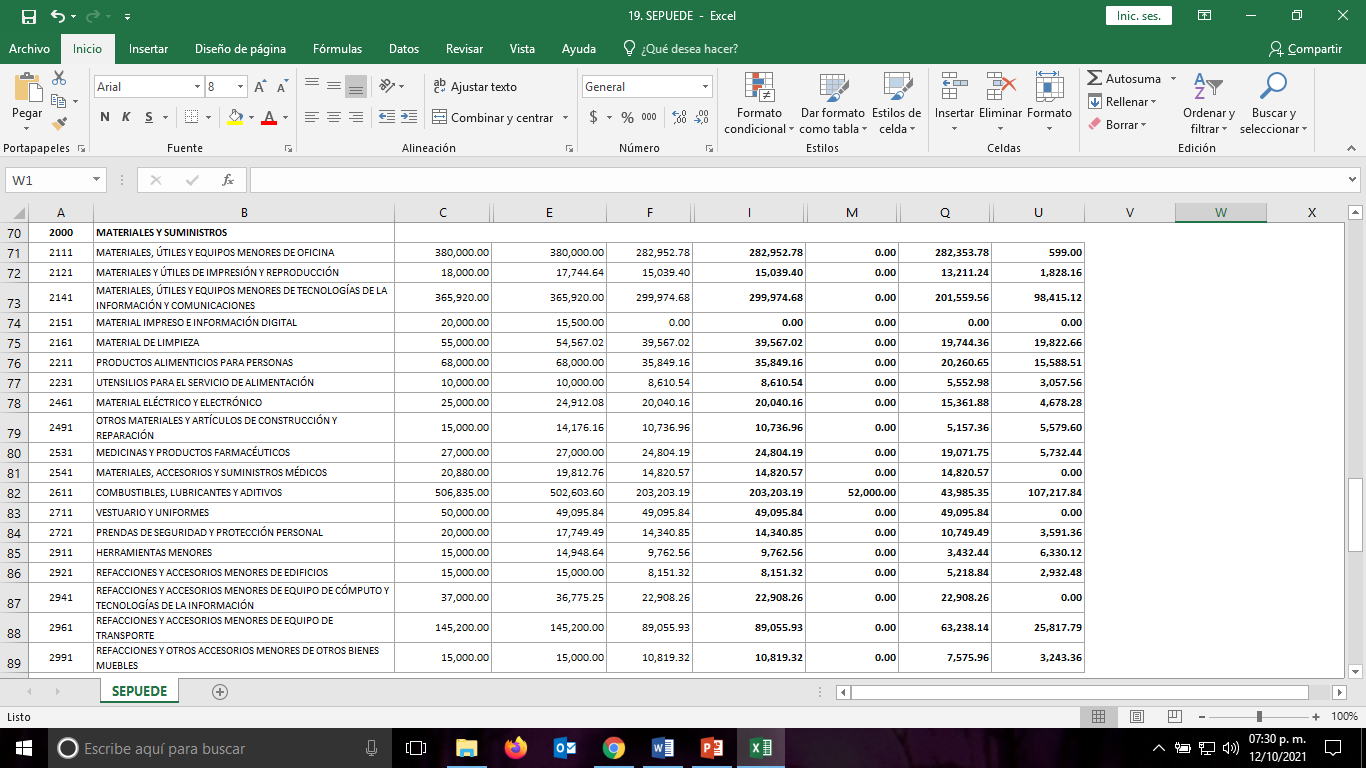 19. SEPUEDE - Excel
Inic. ses.
Archivo Inicio Insertar Diseño de página Fórmulas Datos Revisar Vista Ayuda ¿Qué desea hacer? Compartir
Pegar
Arial 8 A A
N K S A
ab Ajustar texto
Combinar y centrar
General
$ % 000
Formato condicional
Dar formato como tabla
Estilos de celda
Insertar Eliminar Formato
Autosuma
Rellenar
Borrar
Ordenar y filtrar
Buscar y seleccionar
Portapapeles Fuente Alineación Número Estilos Celdas Edición
W1 fx
A B C E F I M Q U V W X
70 2000 MATERIALES Y SUMINISTROS
71 2111 MATERIALES, ÚTILES Y EQUIPOS MENORES DE OFICINA 380,000.00 380,000.00 282,952.78 282,952.78 0.00 282,353.78 599.00
72 2121 MATERIALES Y ÚTILES DE IMPRESIÓN Y REPRODUCCIÓN 18,000.00 17,744.64 15,039.40 15,039.40 0.00 13,211.24 1,828.16
73 2141 MATERIALES, ÚTILES Y EQUIPOS MENORES DE TECNOLOGÍAS DE LA INFORMACIÓN Y COMUNICACIONES 365,920.00 365,920.00 299,974.68 299,974.68 0.00 201,559.56 98,415.12
74 2151 MATERIAL IMPRESO E INFORMACIÓN DIGITAL 20,000.00 15,500.00 0.00 0.00 0.00 0.00 0.00
75 2161 MATERIAL DE LIMPIEZA 55,000.00 54,567.02 39,567.02 39,567.02 0.00 19,744.36 19,822.66
76 2211 PRODUCTOS ALIMENTICIOS PARA PERSONAS 68,000.00 68,000.00 35,849.16 35,849.16 0.00 20,260.65 15,588.51
77 2231 UTENSILIOS PARA EL SERVICIO DE ALIMENTACIÓN 10,000.00 10,000.00 8,610.54 8,610.54 0.00 5,552.98 3,057.56
78 2461 MATERIAL ELÉCTRICO Y ELECTRÓNICO 25,000.00 24,912.08 20,040.16 20,040.16 0.00 15,361.88 4,678.28
79 2491 OTROS MATERIALES Y ARTÍCULOS DE CONSTRUCCIÓN Y REPARACIÓN 15,000.00 14,176.16 10,736.96 10,736.96 0.00 5,157.36 5,579.60
80 2531 MEDICINAS Y PRODUCTOS FARMACÉUTICOS 27,000.00 27,000.00 24,804.19 24,804.19 0.00 19,071.75 5,732.44
81 2541 MATERIALES, ACCESORIOS Y SUMINISTROS MÉDICOS 20,880.00 19,812.76 14,820.57 14,820.57 0.00 14,820.57 0.00
82 2611 COMBUSTIBLES, LUBRICANTES Y ADITIVOS 506,835.00 502,603.60 203,203.19 203,203.19 52,000.00 43,985.35 107,217.84
83 2711 VESTUARIO Y UNIFORMES 50,000.00 49,095.84 49,095.84 49,095.84 0.00 49,095.84 0.00
84 2721 PRENDAS DE SEGURIDAD Y PROTECCIÓN PERSONAL 20,000.00 17,749.49 14,340.85 14,340.85 0.00 10,749.49 3,591.36
85 2911 HERRAMIENTAS MENORES 15,000.00 14,948.64 9,762.56 9,762.56 0.00 3,432.44 6,330.12
86 2921 REFACCIONES Y ACCESORIOS MENORES DE EDIFICIOS 15,000.00 15,000.00 8,151.32 8,151.32 0.00 5,218.84 2,932.48
87 2941 REFACCIONES Y ACCESORIOS MENORES DE EQUIPO DE CÓMPUTO Y TECNOLOGÍAS DE LA INFORMACIÓN 37,000.00 36,775.25 22,908.26 22,908.26 0.00 22,908.26 0.00
88 2961 REFACCIONES Y ACCESORIOS MENORES DE EQUIPO DE TRANSPORTE 145,200.00 145,200.00 89,055.93 89,055.93 0.00 63,238.14 25,817.79
89 2991 REFACCIONES Y OTROS ACCESORIOS MENORES DE OTROS BIENES MUEBLES 15,000.00 15,000.00 10,819.32 10,819.32 0.00 7,575.96 3,243.36
SEPUEDE
Listo 100%
Escribe aquí para buscar
07:30 p. m.
12/10/2021